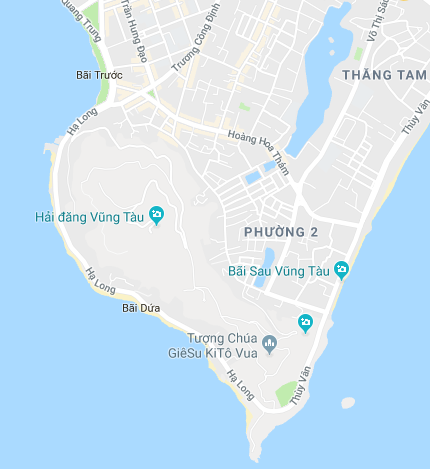 Quang Trung
Trần Hưng Đạo
Trương Công Định
Võ Thị Sáu
Bãi Trước
THẮNG TAM
Hạ Long
Hoàng Hoa Thám
Thùy Vân
Hải đăng Vũng Tàu
PHƯỜNG 2
Bãi Sau Vũng Tàu
Hạ Long
Bãi Dứa
Tượng Chúa
GiêSu KiTô Vua
Hạ Long
Thùy Vân